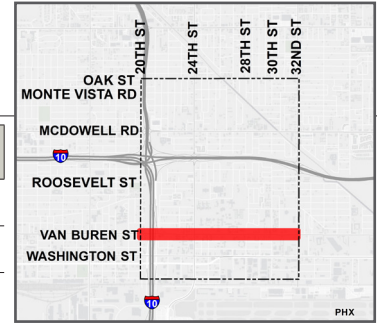 20TH ST
24TH ST
28TH ST
30TH ST
32ND ST
OAK ST
MONTE VISTA RD
MCDOWELL RD
10
ROOSEVELT ST
VAN BUREN ST
WASHINGTON ST
10
PHX